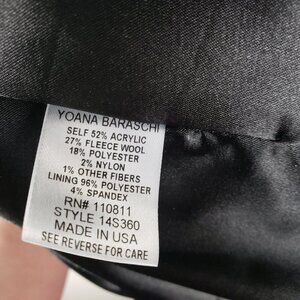 YOANA BARASCHI
SELF 52% ACRYLIC
27% FLEECE WOOL
18% POLYESTER
2% NYLON
1% OTHER FIBERS
LINING 96% POLYESTER
4% SPANDEX
RN# 110811
STYLE 14S360
MADE IN USA
SEE REVERSE FOR CARE